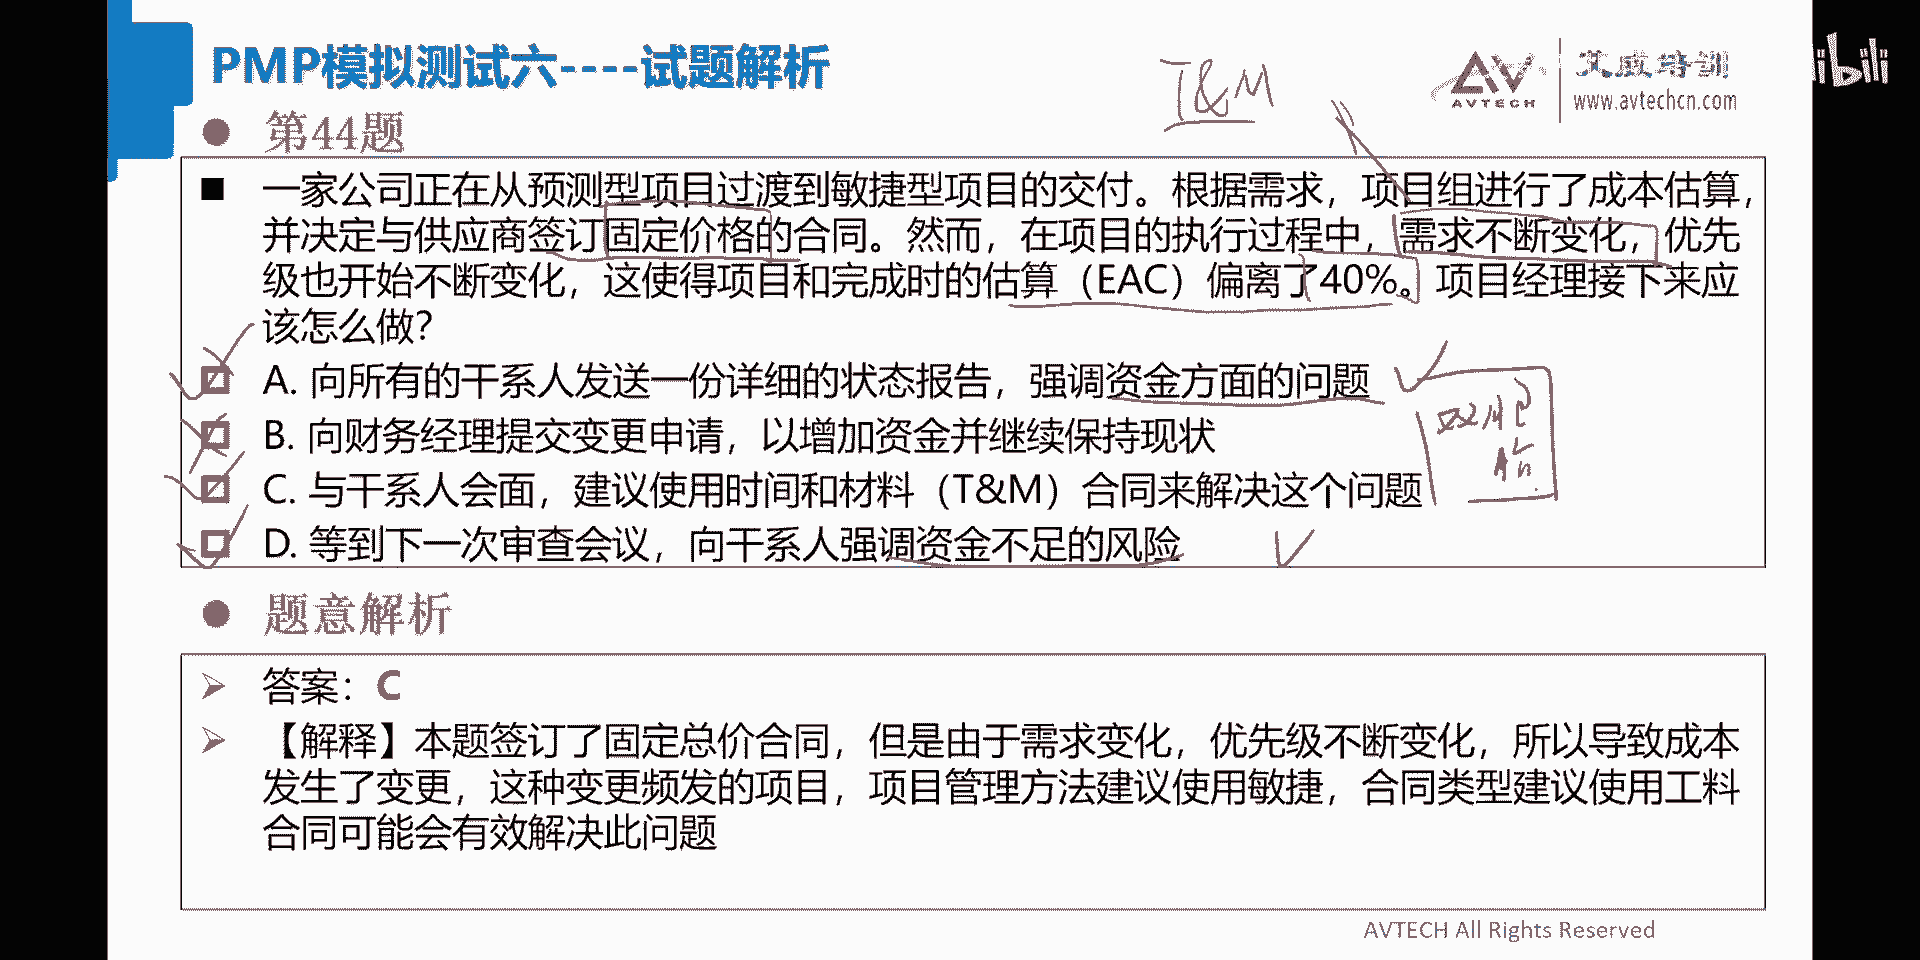 PMP模拟测试六----试题解析
T&M
AVTECH
艾威培训
www.avtechcn.com
bili
第44题
一家公司正在从预测型项目过渡到敏捷型项目的交付。根据需求，项目组进行了成本估算，
并决定与供应商签订固定价格的合同。然而，在项目的执行过程中，需求不断变化，优先
级也开始不断变化，这使得项目和完成时的估算（EAC）偏离了40%。项目经理接下来应
该怎么做？
A. 向所有的干系人发送一份详细的状态报告，强调资金方面的问题
B. 向财务经理提交变更申请，以增加资金并继续保持现状
C. 与干系人会面，建议使用时间和材料（T&M）合同来解决这个问题
D. 等到下一次审查会议，向干系人强调资金不足的风险
题意解析
答案：C
【解释】本题签订了固定总价合同，但是由于需求变化，优先级不断变化，所以导致成本
发生了变更，这种变更频发的项目，项目管理方法建议使用敏捷，合同类型建议使用工料
合同可能会有效解决此问题
AVTECH All Rights Reserved